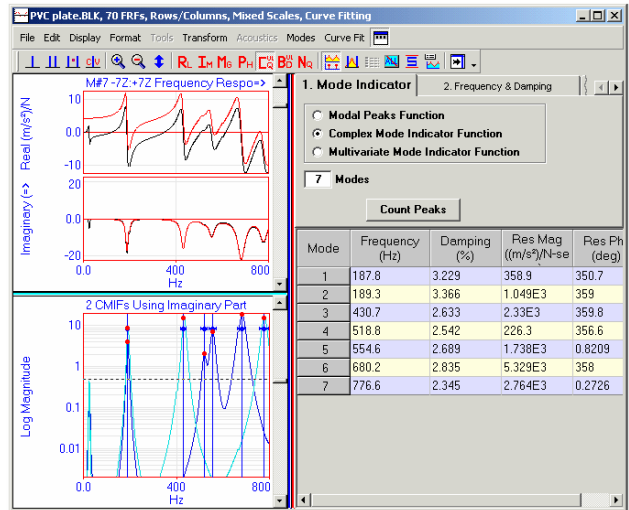 PVC plate.BLK, 70 FRFs, Rows/Columns, Mixed Scales, Curve Fitting
File Edit Display Format Tools Transform Acoustics Modes Curve Fit
RL IM MG PH NQ
M#7 -7Z:+7Z Frequency Respo=>
Real (m/s²)/N
10
0.0
-10
Imaginary (=>
20
0.0
-20
0.0 400 800
Hz
2 CMIFs Using Imaginary Part
Log Magnitude
10
1
0.1
0.01
0.0 400 800
Hz
1. Mode Indicator 2. Frequency & Damping
Modal Peaks Function
Complex Mode Indicator Function
Multivariate Mode Indicator Function
7 Modes
Count Peaks
Mode Frequency (Hz) Damping (%) Res Mag ((m/s²)/N-se Res Ph (deg)
1 187.8 3.229 358.9 350.7
2 189.3 3.366 1.049E3 359
3 430.7 2.633 2.33E3 359.8
4 518.8 2.542 226.3 356.6
5 554.6 2.689 1.738E3 0.8209
6 680.2 2.835 5.329E3 358
7 776.6 2.345 2.764E3 0.2726